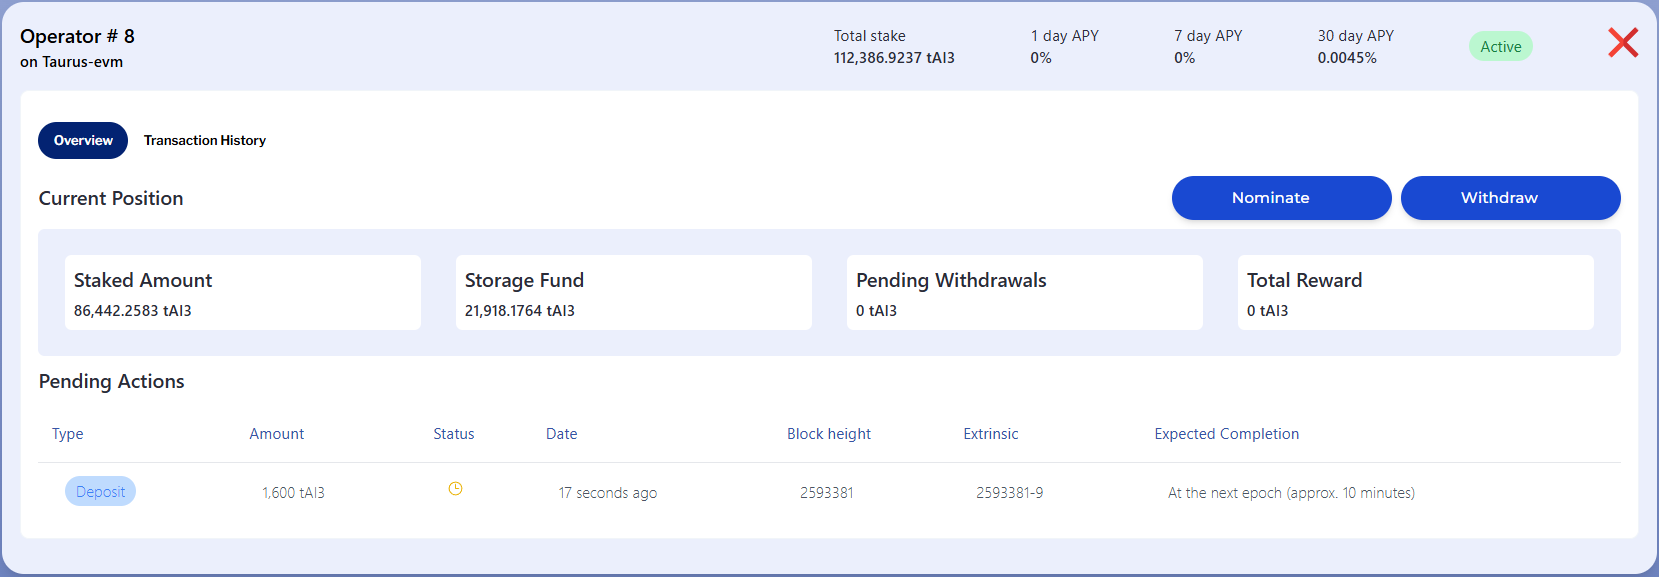 Operator # 8
on Taurus-evm
Total stake
112,386.9237 tAI3
1 day APY
0%
7 day APY
0%
30 day APY
0.0045%
Active
Overview
Transaction History
Current Position
Nominate
Withdraw
Staked Amount
86,442.2583 tAI3
Storage Fund
21,918.1764 tAI3
Pending Withdrawals
0 tAI3
Total Reward
0 tAI3
Pending Actions
Type Amount Status Date Block height Extrinsic Expected Completion
Deposit 1,600 tAI3 17 seconds ago 2593381 2593381-9 At the next epoch (approx. 10 minutes)